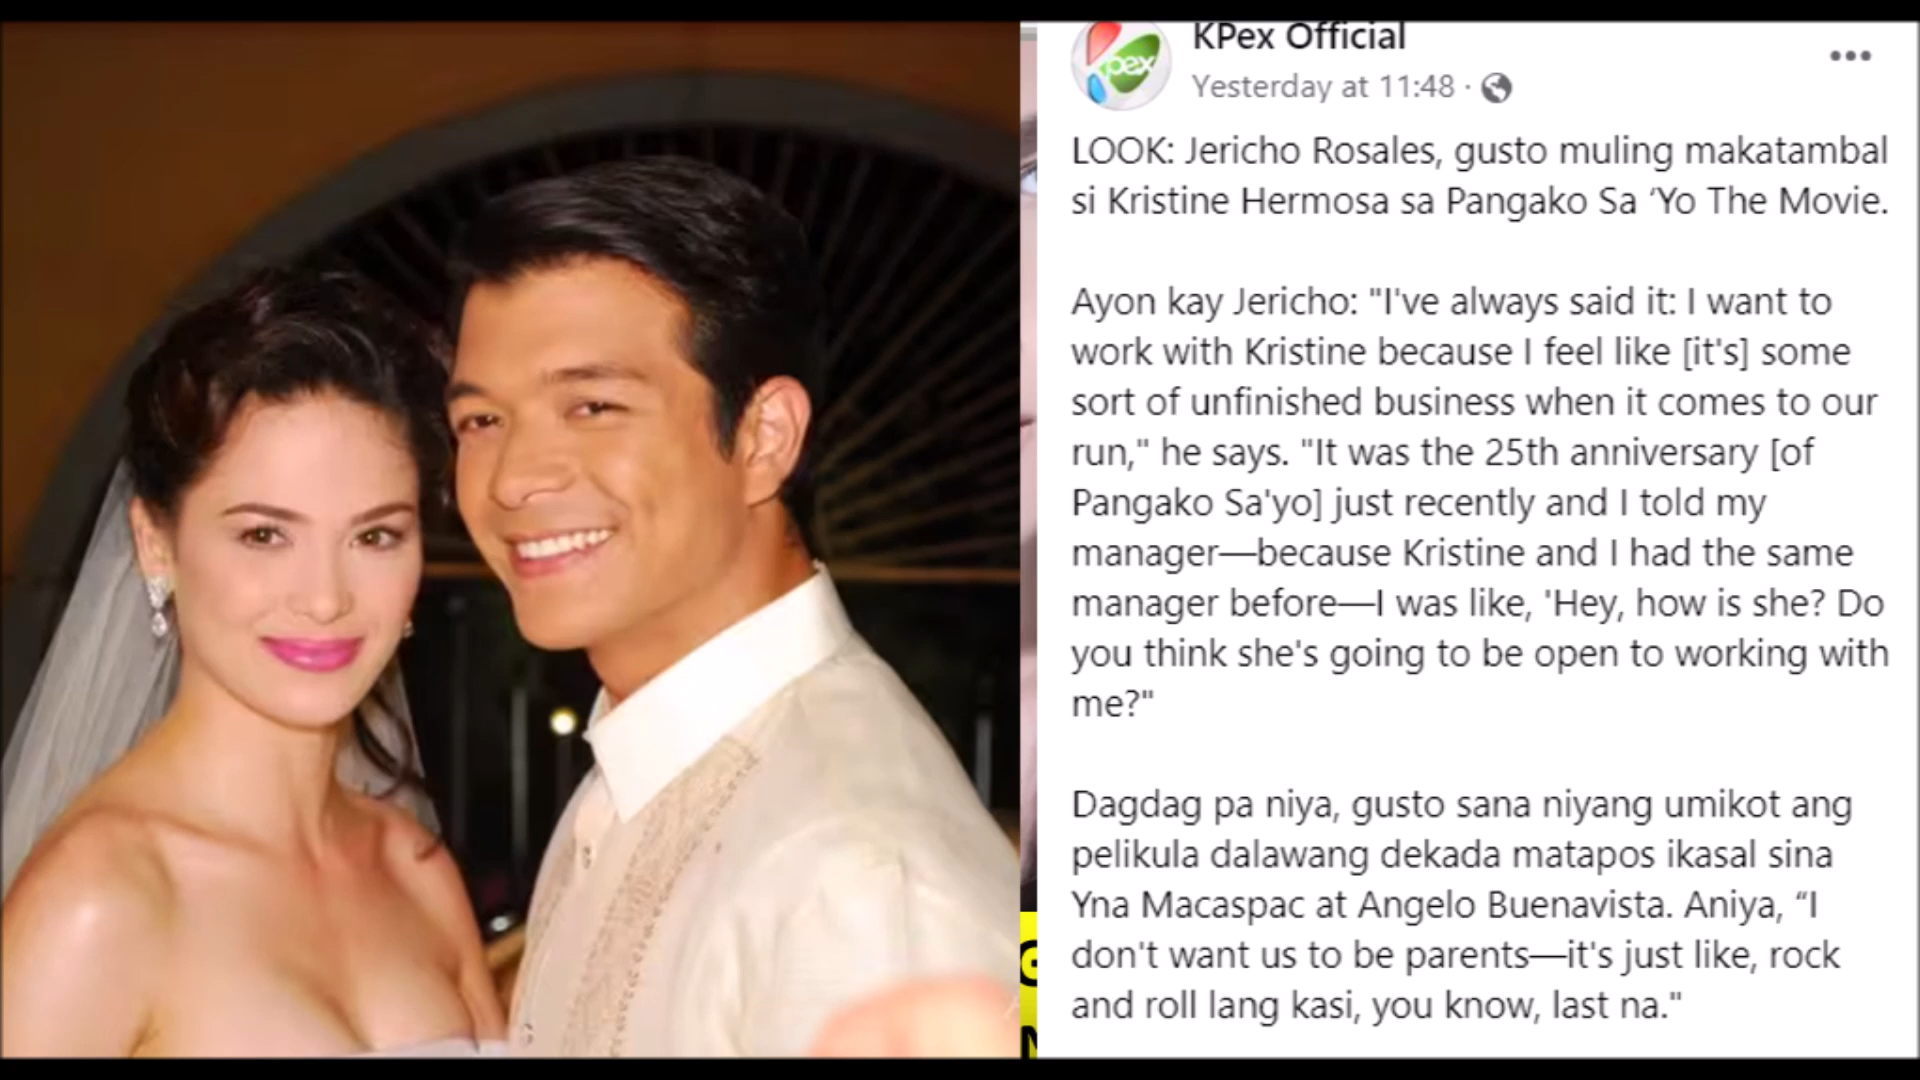 KPex Official
pex
Yesterday at 11:48 ·
LOOK: Jericho Rosales, gusto muling makatambal
si Kristine Hermosa sa Pangako Sa ‘Yo The Movie.
Ayon kay Jericho: "I've always said it: I want to
work with Kristine because I feel like [it's] some
sort of unfinished business when it comes to our
run," he says. "It was the 25th anniversary [of
Pangako Sa'yo] just recently and I told my
manager—because Kristine and I had the same
manager before—I was like, 'Hey, how is she? Do
you think she's going to be open to working with
me?"
Dagdag pa niya, gusto sana niyang umikot ang
pelikula dalawang dekada matapos ikasal sina
Yna Macaspac at Angelo Buenavista. Aniya, “I
don't want us to be parents—it's just like, rock
and roll lang kasi, you know, last na."